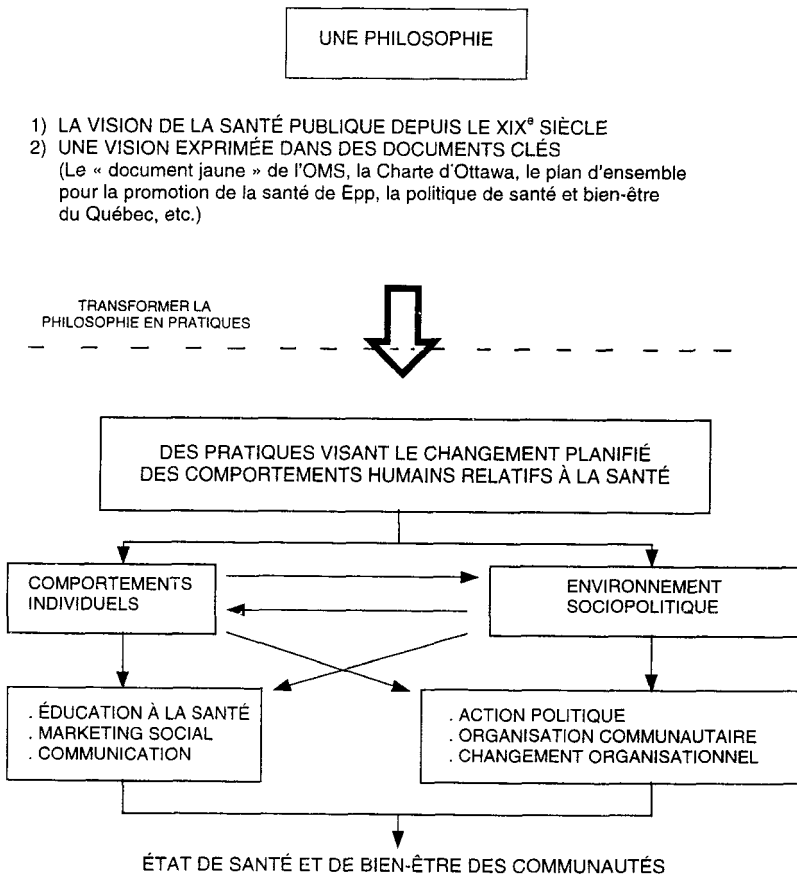 UNE PHILOSOPHIE
1) LA VISION DE LA SANTÉ PUBLIQUE DEPUIS LE XIXᵉ SIÈCLE
2) UNE VISION EXPRIMÉE DANS DES DOCUMENTS CLÉS
(Le « document jaune » de l'OMS, la Charte d'Ottawa, le plan d'ensemble
pour la promotion de la santé de Epp, la politique de santé et bien-être
du Québec, etc.)
TRANSFORMER LA
PHILOSOPHIE EN PRATIQUES
DES PRATIQUES VISANT LE CHANGEMENT PLANIFIÉ
DES COMPORTEMENTS HUMAINS RELATIFS À LA SANTÉ
COMPORTEMENTS
INDIVIDUELS
ENVIRONNEMENT
SOCIOPOLITIQUE
. ÉDUCATION À LA SANTÉ
. MARKETING SOCIAL
. COMMUNICATION
. ACTION POLITIQUE
. ORGANISATION COMMUNAUTAIRE
. CHANGEMENT ORGANISATIONNEL
ÉTAT DE SANTÉ ET DE BIEN-ÊTRE DES COMMUNAUTÉS